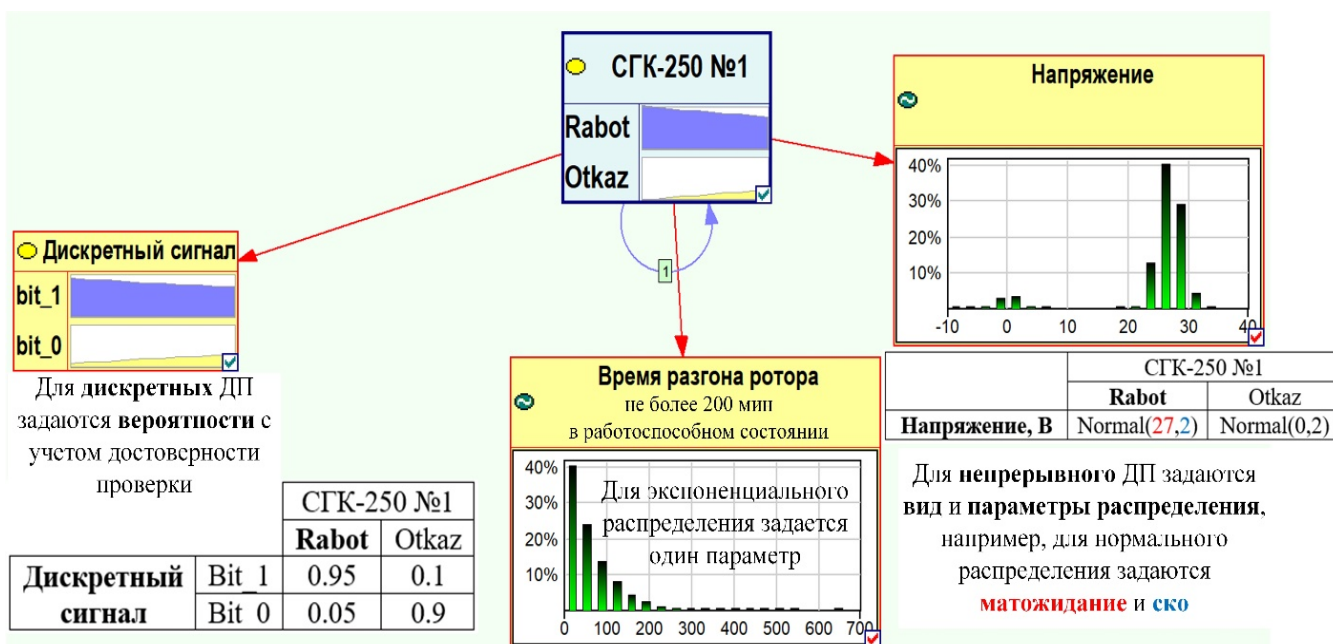 СГК-250 №1
Rabot
Otkaz
1
Напряжение
40%
30%
20%
10%
-10 0 10 20 30 40
Дискретный сигнал
bit_1
bit_0
Для дискретных ДП
задаются вероятности с
учетом достоверности
проверки
СГК-250 №1
Rabot Otkaz
Дискретный сигнал
Bit_1 0.95 0.1
Bit_0 0.05 0.9
Время разгона ротора
не более 200 мин
в работоспособном состоянии
40%
30%
20%
10%
0 100 200 300 400 500 600 700
Для экспоненциального
распределения задается
один параметр
СГК-250 №1
Rabot Otkaz
Напряжение, В Normal(27,2) Normal(0,2)
Для непрерывного ДП задаются
вид и параметры распределения,
например, для нормального
распределения задаются
матожидание и ско